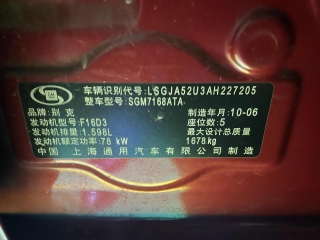 车辆识别代号:LSGJA52U3AH227205
整车型号:SGM7168ATA
品牌:别克 制造年月:10-06
发动机型号:F16D3 座位数:5
发动机排量:1.598L 最大设计总质量
发动机额定功率:78 kW 1678kg
中国 上海通用汽车有限公司制造